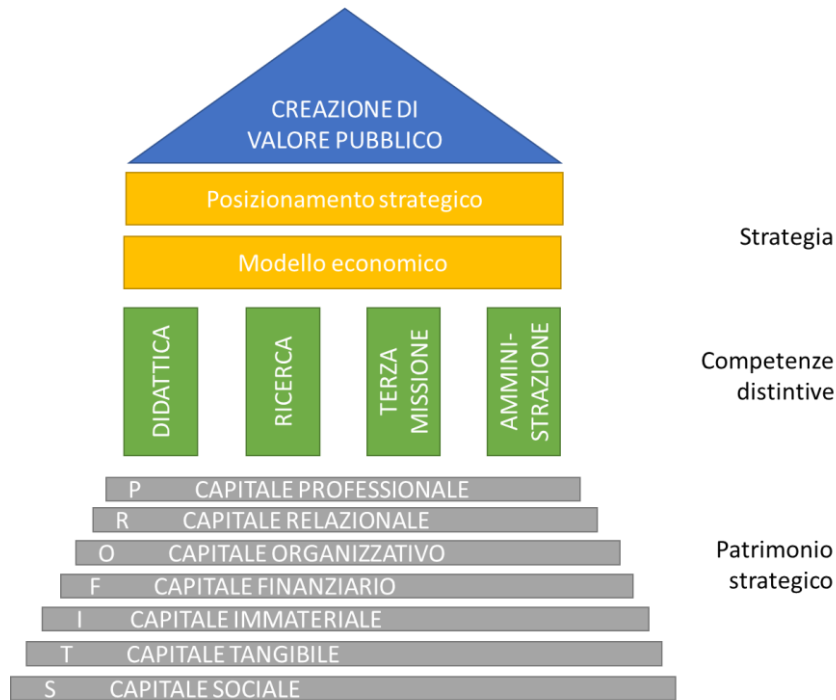 CREAZIONE DI
VALORE PUBBLICO
Posizionamento strategico
Strategia
Modello economico
DIDATTICA
RICERCA
TERZA
MISSIONE
AMMINI-
STRAZIONE
Competenze
distintive
P CAPITALE PROFESSIONALE
R CAPITALE RELAZIONALE
O CAPITALE ORGANIZZATIVO
F CAPITALE FINANZIARIO
I CAPITALE IMMATERIALE
T CAPITALE TANGIBILE
S CAPITALE SOCIALE
Patrimonio
strategico